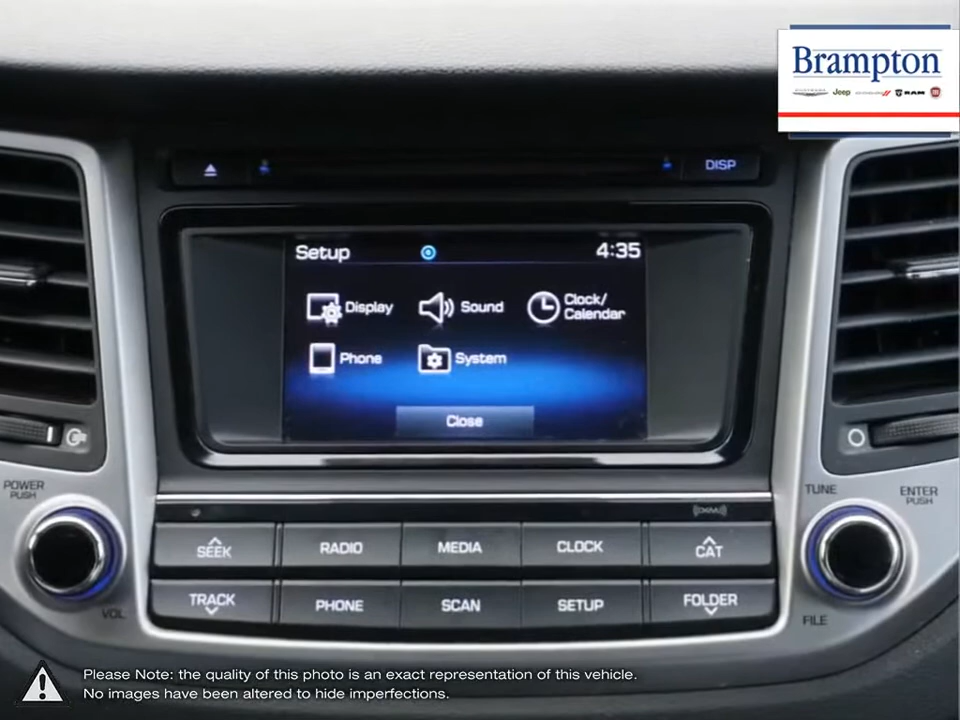 Brampton
Jeep RAM
DISP
Setup 4:35
Display Sound Clock/
Calendar
Phone System
Close
POWER
PUSH
VOL
TUNE
ENTER
PUSH
FILE
((SXM))
SEEK RADIO MEDIA CLOCK CAT
TRACK PHONE SCAN SETUP FOLDER
Please Note: the quality of this photo is an exact representation of this vehicle.
No images have been altered to hide imperfections.